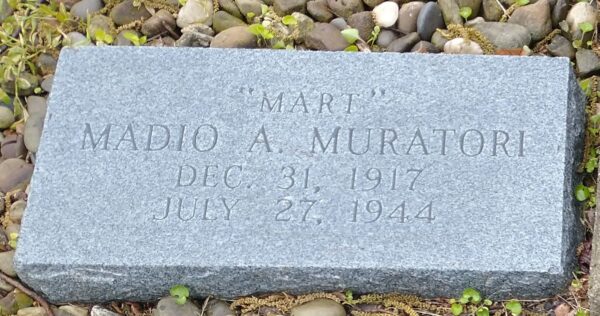 "MART"
MADIO A. MURATORI
DEC. 31, 1917
JULY 27, 1944